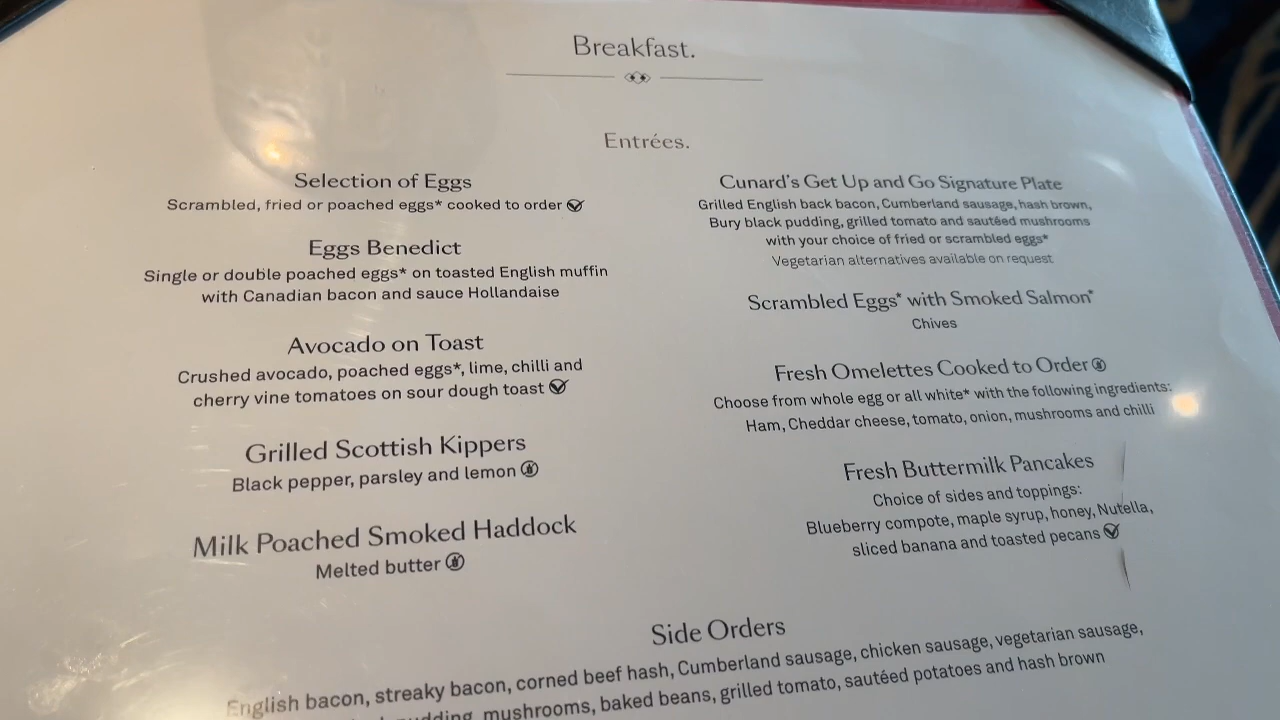 Breakfast.
Entrées.
Selection of Eggs
Scrambled, fried or poached eggs* cooked to order
Eggs Benedict
Single or double poached eggs* on toasted English muffin
with Canadian bacon and sauce Hollandaise
Avocado on Toast
Crushed avocado, poached eggs*, lime, chilli and
cherry vine tomatoes on sour dough toast
Grilled Scottish Kippers
Black pepper, parsley and lemon
Milk Poached Smoked Haddock
Melted butter
Cunard's Get Up and Go Signature Plate
Grilled English back bacon, Cumberland sausage, hash brown,
Bury black pudding, grilled tomato and sautéed mushrooms
with your choice of fried or scrambled eggs*
Vegetarian alternatives available on request
Scrambled Eggs* with Smoked Salmon*
Chives
Fresh Omelettes Cooked to Order
Choose from whole egg or all white* with the following ingredients:
Ham, Cheddar cheese, tomato, onion, mushrooms and chilli
Fresh Buttermilk Pancakes
Choice of sides and toppings:
Blueberry compote, maple syrup, honey, Nutella,
sliced banana and toasted pecans
Side Orders
English bacon, streaky bacon, corned beef hash, Cumberland sausage, chicken sausage, vegetarian sausage,
pudding, mushrooms, baked beans, grilled tomato, sautéed potatoes and hash brown